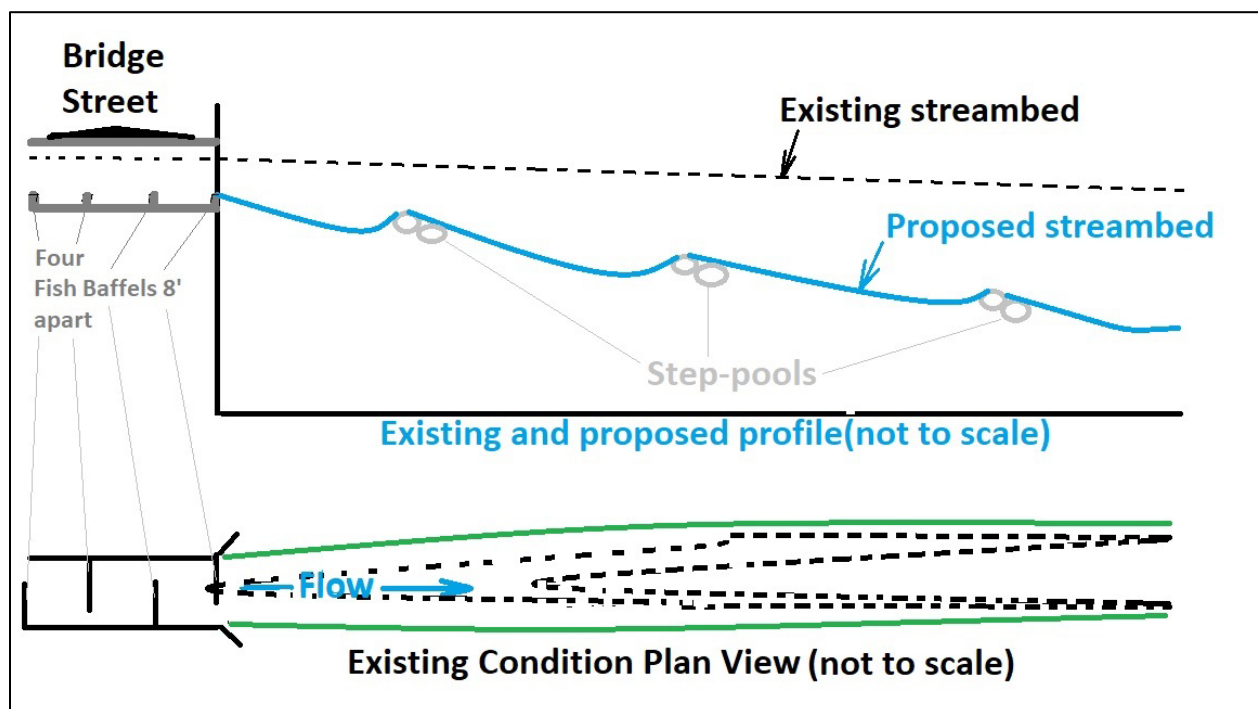 Bridge
Street
Existing streambed
Proposed streambed
Four
Fish Baffels 8'
apart
Step-pools
Existing and proposed profile(not to scale)
Flow
Existing Condition Plan View (not to scale)